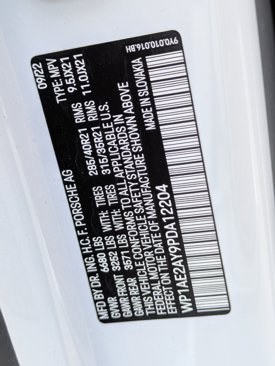 MFD BY DR. ING. H.C. F. PORSCHE AG 09/22
GVWR 6680 LBS TYPE: MPV
GVWR FRONT 3252 LBS WITH: TIRES 285/40R21 RIMS 9.5JX21
GAWR REAR 3571 LBS WITH: TIRES 315/35R21 RIMS 11.0JX21
THIS VEHICLE CONFORMS TO ALL APPLICABLE U.S.
FEDERAL MOTOR VEHICLE SAFETY STANDARDS IN
EFFECT ON THE DATE OF MANUFACTURE SHOWN ABOVE
WP1AE2AY9PDA12204 MADE IN SLOVAKIA
9Y0.010.016.BH